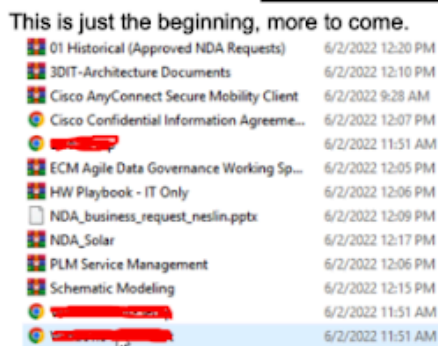 This is just the beginning, more to come.
01 Historical (Approved NDA Requests) 6/2/2022 12:20 PM
3DIT-Architecture Documents 6/2/2022 12:10 PM
Cisco AnyConnect Secure Mobility Client 6/2/2022 9:28 AM
Cisco Confidential Information Agreeme... 6/2/2022 12:07 PM
6/2/2022 11:51 AM
ECM Agile Data Governance Working Sp... 6/2/2022 12:05 PM
HW Playbook - IT Only 6/2/2022 12:06 PM
NDA_business_request_neslin.pptx 6/2/2022 12:09 PM
NDA_Solar 6/2/2022 12:17 PM
PLM Service Management 6/2/2022 12:06 PM
Schematic Modeling 6/2/2022 12:15 PM
6/2/2022 11:51 AM
6/2/2022 11:51 AM